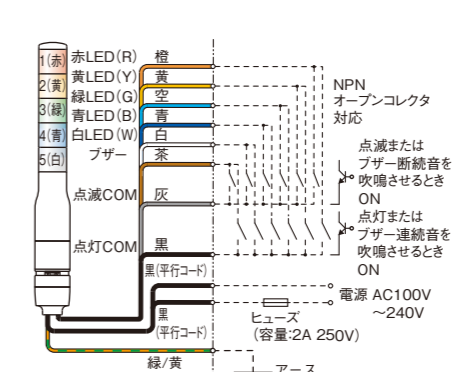 1(赤)
2(黄)
3(緑)
4(青)
5(白)
赤LED(R) 橙
黄LED(Y) 黄
緑LED(G) 空
青LED(B) 青
白LED(W) 白
ブザー 茶
点滅COM 灰
点灯COM 黒
黒(平行コード)
黒
(平行コード)
緑/黄
NPN
オープンコレクタ
対応
点滅または
ブザー断続音を
吹鳴させるとき
ON
点灯または
ブザー連続音を
吹鳴させるとき
ON
電源 AC100V
~240V
ヒューズ
(容量:2A 250V)
アース